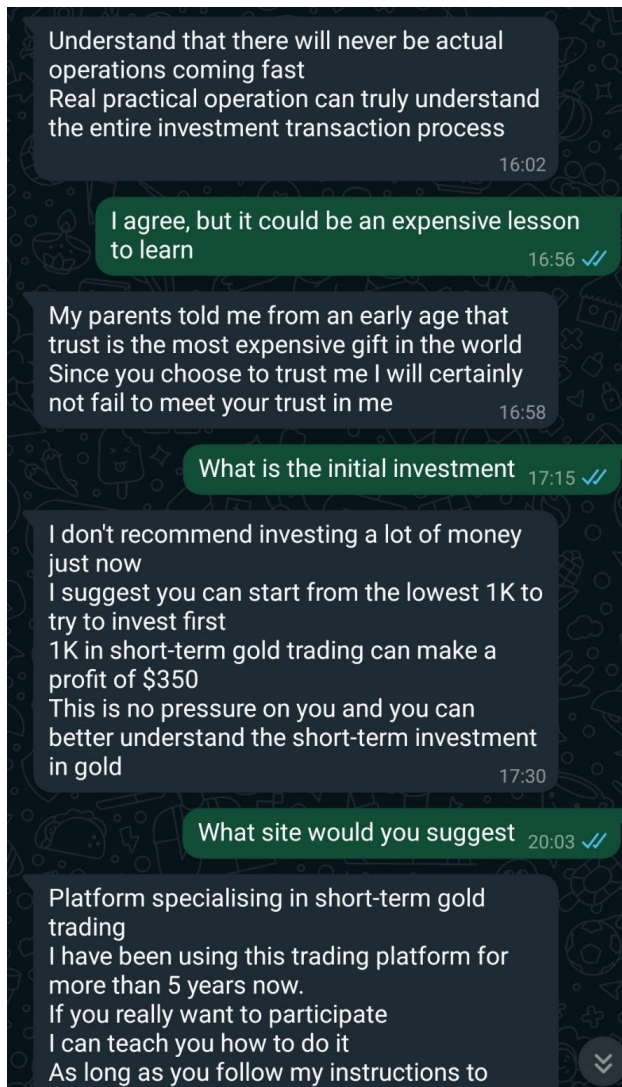 Understand that there will never be actual
operations coming fast
Real practical operation can truly understand
the entire investment transaction process
16:02
I agree, but it could be an expensive lesson
to learn
16:56
My parents told me from an early age that
trust is the most expensive gift in the world
Since you choose to trust me I will certainly
not fail to meet your trust in me
16:58
What is the initial investment
17:15
I don't recommend investing a lot of money
just now
I suggest you can start from the lowest 1K to
try to invest first
1K in short-term gold trading can make a
profit of $350
This is no pressure on you and you can
better understand the short-term investment
in gold
17:30
What site would you suggest
20:03
Platform specialising in short-term gold
trading
I have been using this trading platform for
more than 5 years now.
If you really want to participate
I can teach you how to do it
As long as you follow my instructions to